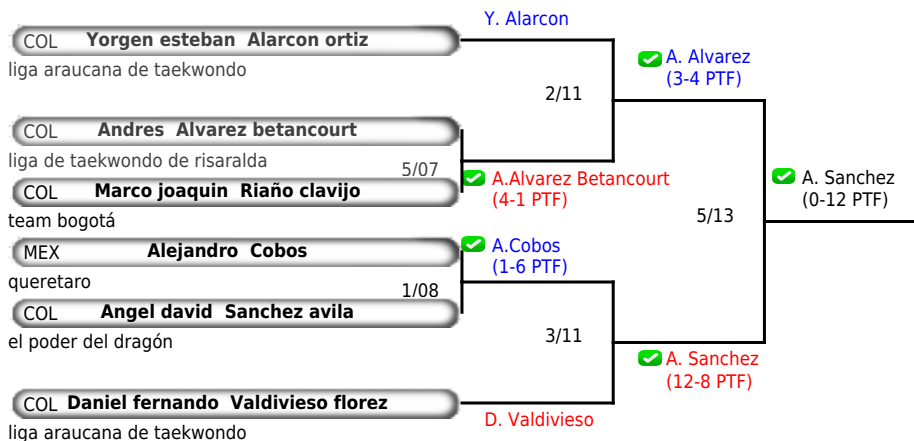 Y. Alarcon
COL Yorgen esteban Alarcon ortiz
liga araucana de taekwondo
A. Alvarez
(3-4 PTF)
2/11
COL Andres Alvarez betancourt
liga de taekwondo de risaralda
5/07
COL Marco joaquin Riaño clavijo
team bogotá
A.Alvarez Betancourt
(4-1 PTF)
A. Sanchez
(0-12 PTF)
5/13
MEX Alejandro Cobos
queretaro
A.Cobos
(1-6 PTF)
1/08
COL Angel david Sanchez avila
el poder del dragón
3/11
A. Sanchez
(12-8 PTF)
COL Daniel fernando Valdivieso florez
liga araucana de taekwondo
D. Valdivieso